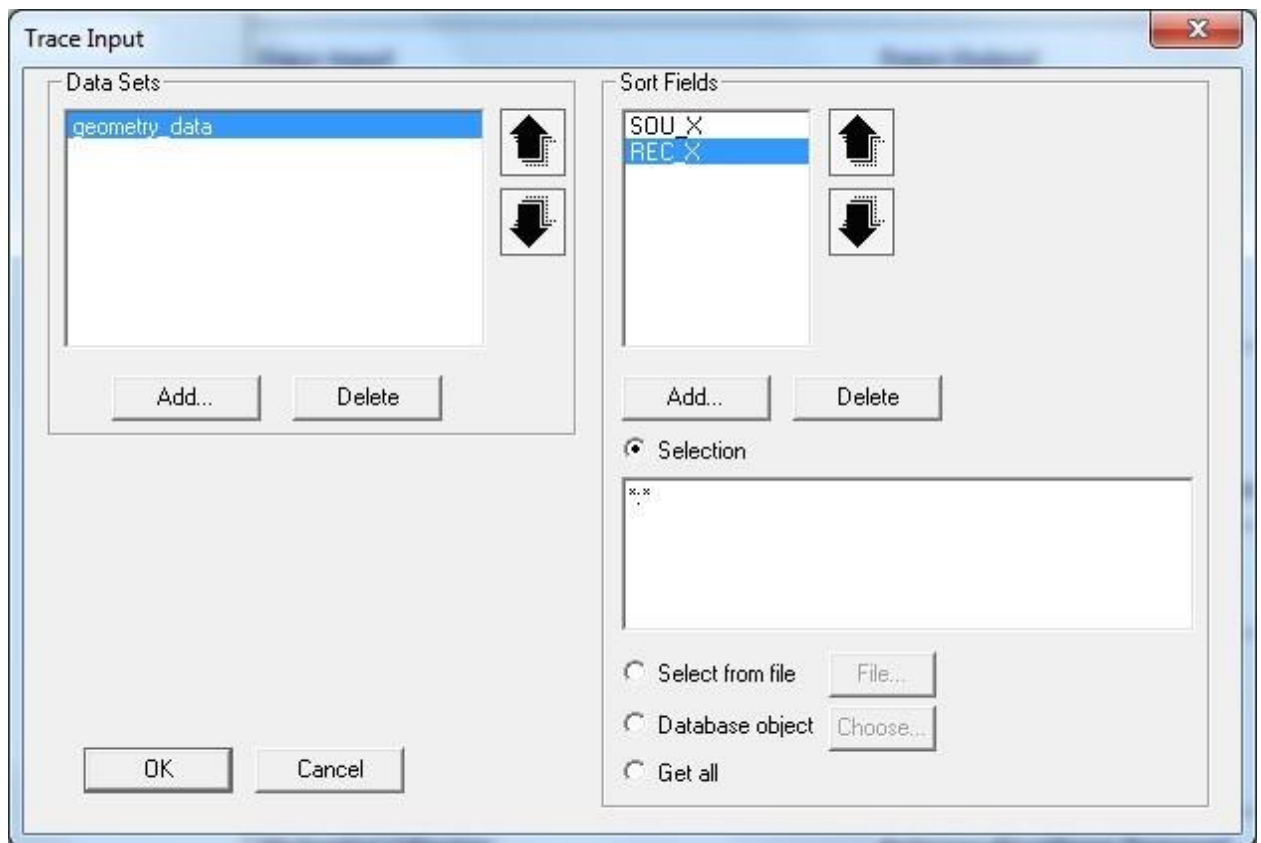 Trace Input
Data Sets
geometry_data
Add...
Delete
OK
Cancel
Sort Fields
SOU_X
REC_X
Add...
Delete
Selection
*:*
Select from file
File...
Database object
Choose...
Get all